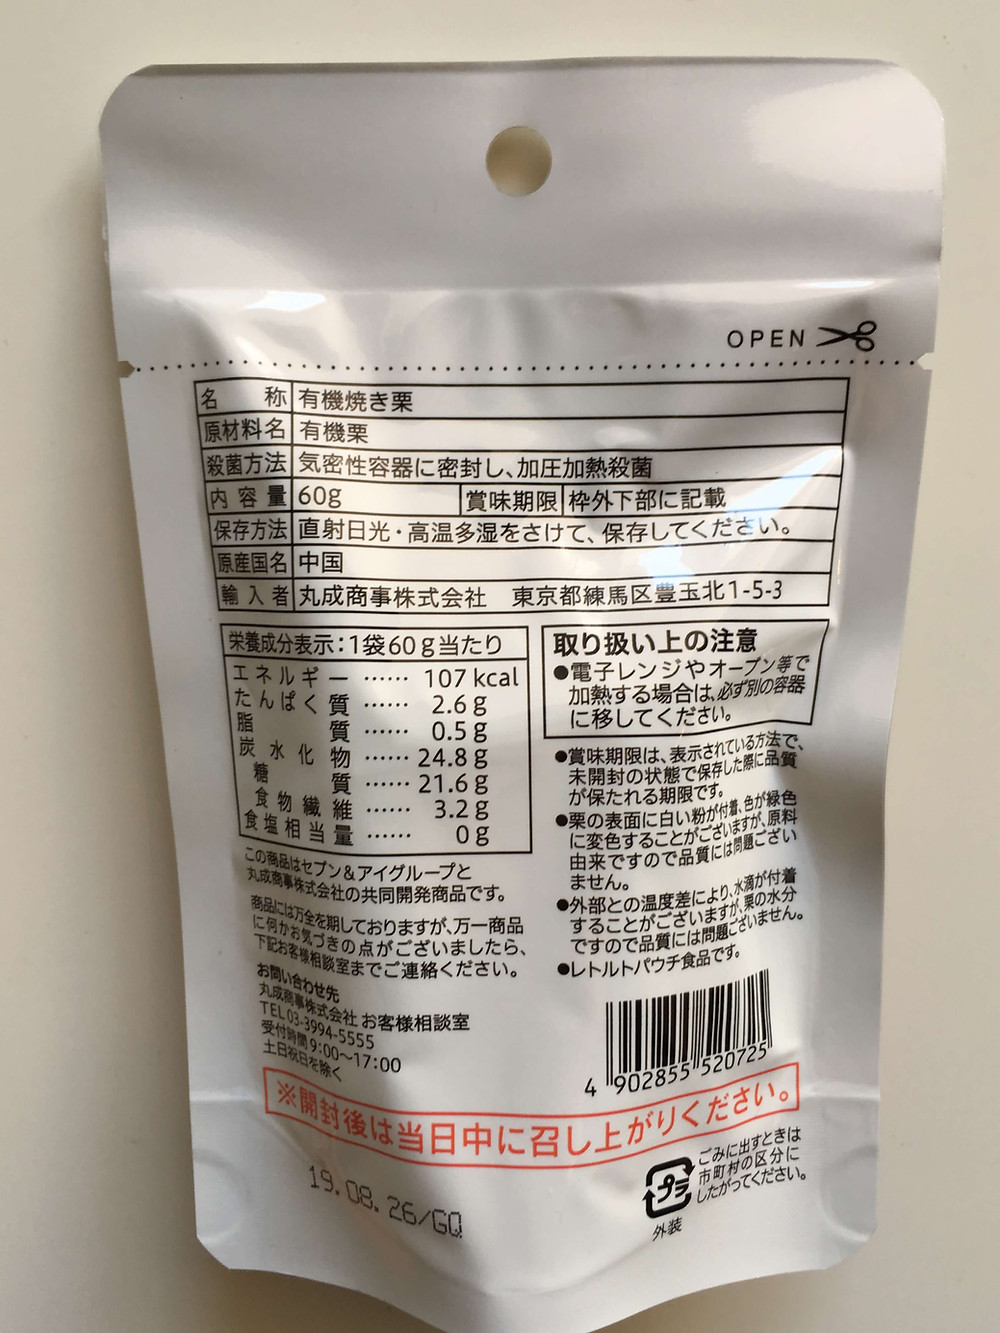 OPEN
名称 有機焼き栗
原材料名 有機栗
殺菌方法 気密性容器に密封し、加圧加熱殺菌
内容量 60g 賞味期限 枠外下部に記載
保存方法 直射日光・高温多湿をさけて、保存してください。
原産国名 中国
輸入者 丸成商事株式会社 東京都練馬区豊玉北1-5-3
栄養成分表示：1袋60g当たり
エネルギー …… 107 kcal
たんぱく質 …… 2.6g
脂質 …… 0.5g
炭水化物 …… 24.8g
糖質 …… 21.6g
食物繊維 …… 3.2g
食塩相当量 …… 0g
この商品はセブン&アイグループと
丸成商事株式会社の共同開発商品です。
商品には万全を期しておりますが、万一商品
に何かお気づきの点がございましたら、
下記お客様相談室までご連絡ください。
お問い合わせ先
丸成商事株式会社 お客様相談室
TEL 03-3994-5555
受付時間9:00〜17:00
土日祝日を除く
取り扱い上の注意
●電子レンジやオーブン等で
加熱する場合は、必ず別の容器
に移してください。
●賞味期限は、表示されている方法で、
未開封の状態で保存した際に品質
が保たれる期限です。
●栗の表面に白い粉が付着、色が緑色
に変色することがございますが、原料
由来ですので品質には問題ござい
ません。
●外部との温度差により、水滴が付着
することがございますが、栗の水分
ですので品質には問題ございません。
●レトルトパウチ食品です。
4 902855 520725
※開封後は当日中に召し上がりください。
19.08.26/GQ
プラ
外装
ごみに出すときは
市町村の区分に
したがってください。